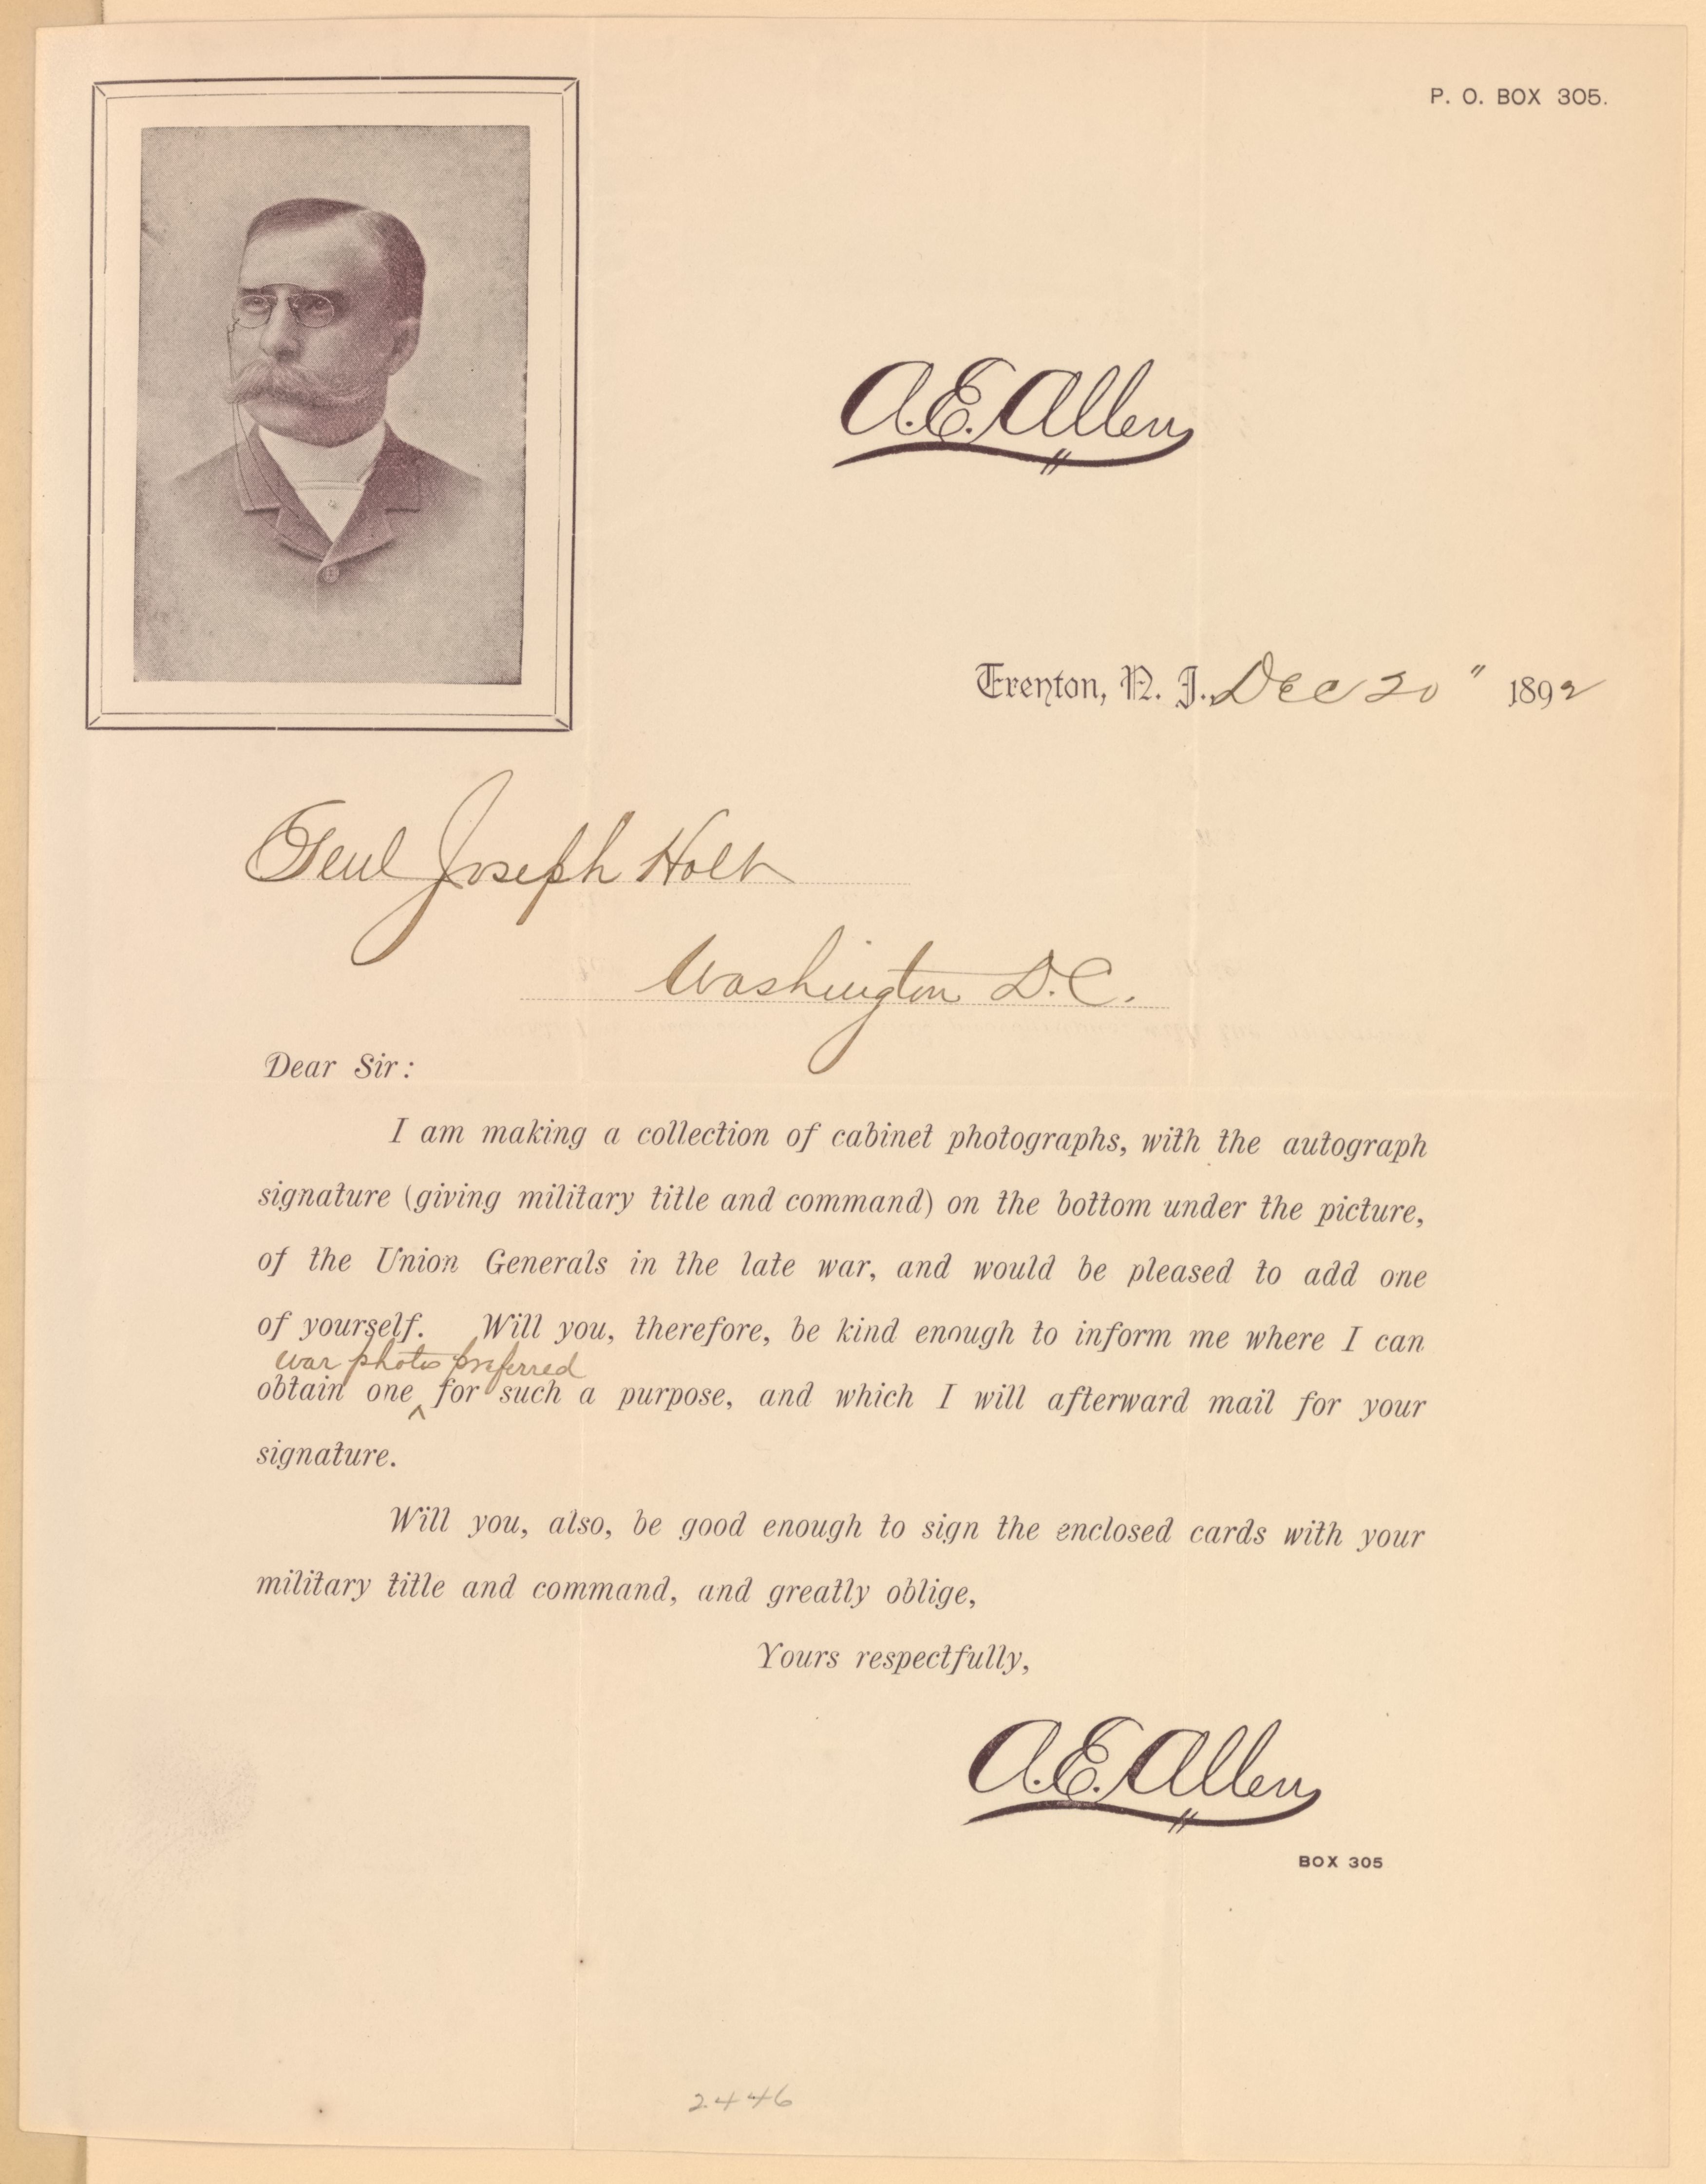 P. O. BOX 305.
A. E. Allen
Trenton, N. J., Dec 20" 1892
Genl Joseph Holt
Washington D.C.
Dear Sir:
I am making a collection of cabinet photographs, with the autograph
signature (giving military title and command) on the bottom under the picture,
of the Union Generals in the late war, and would be pleased to add one
of yourself. Will you, therefore, be kind enough to inform me where I can
war photos preferred
obtain one ^ for such a purpose, and which I will afterward mail for your
signature.
Will you, also, be good enough to sign the enclosed cards with your
military title and command, and greatly oblige,
Yours respectfully,
A. E. Allen
BOX 305
2446